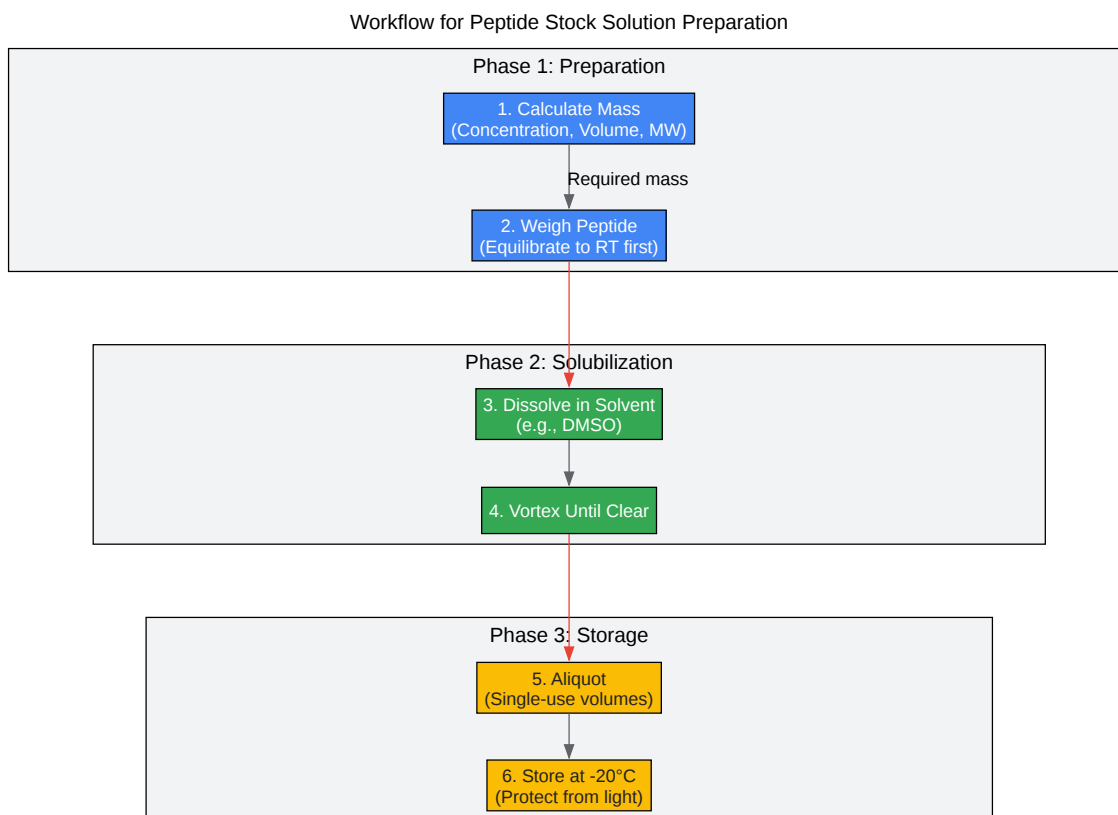 Workflow for Peptide Stock Solution Preparation
Phase 1: Preparation
1. Calculate Mass
(Concentration, Volume, MW)
Required mass
2. Weigh Peptide
(Equilibrate to RT first)
Phase 2: Solubilization
3. Dissolve in Solvent
(e.g., DMSO)
4. Vortex Until Clear
Phase 3: Storage
5. Aliquot
(Single-use volumes)
6. Store at -20°C
(Protect from light)